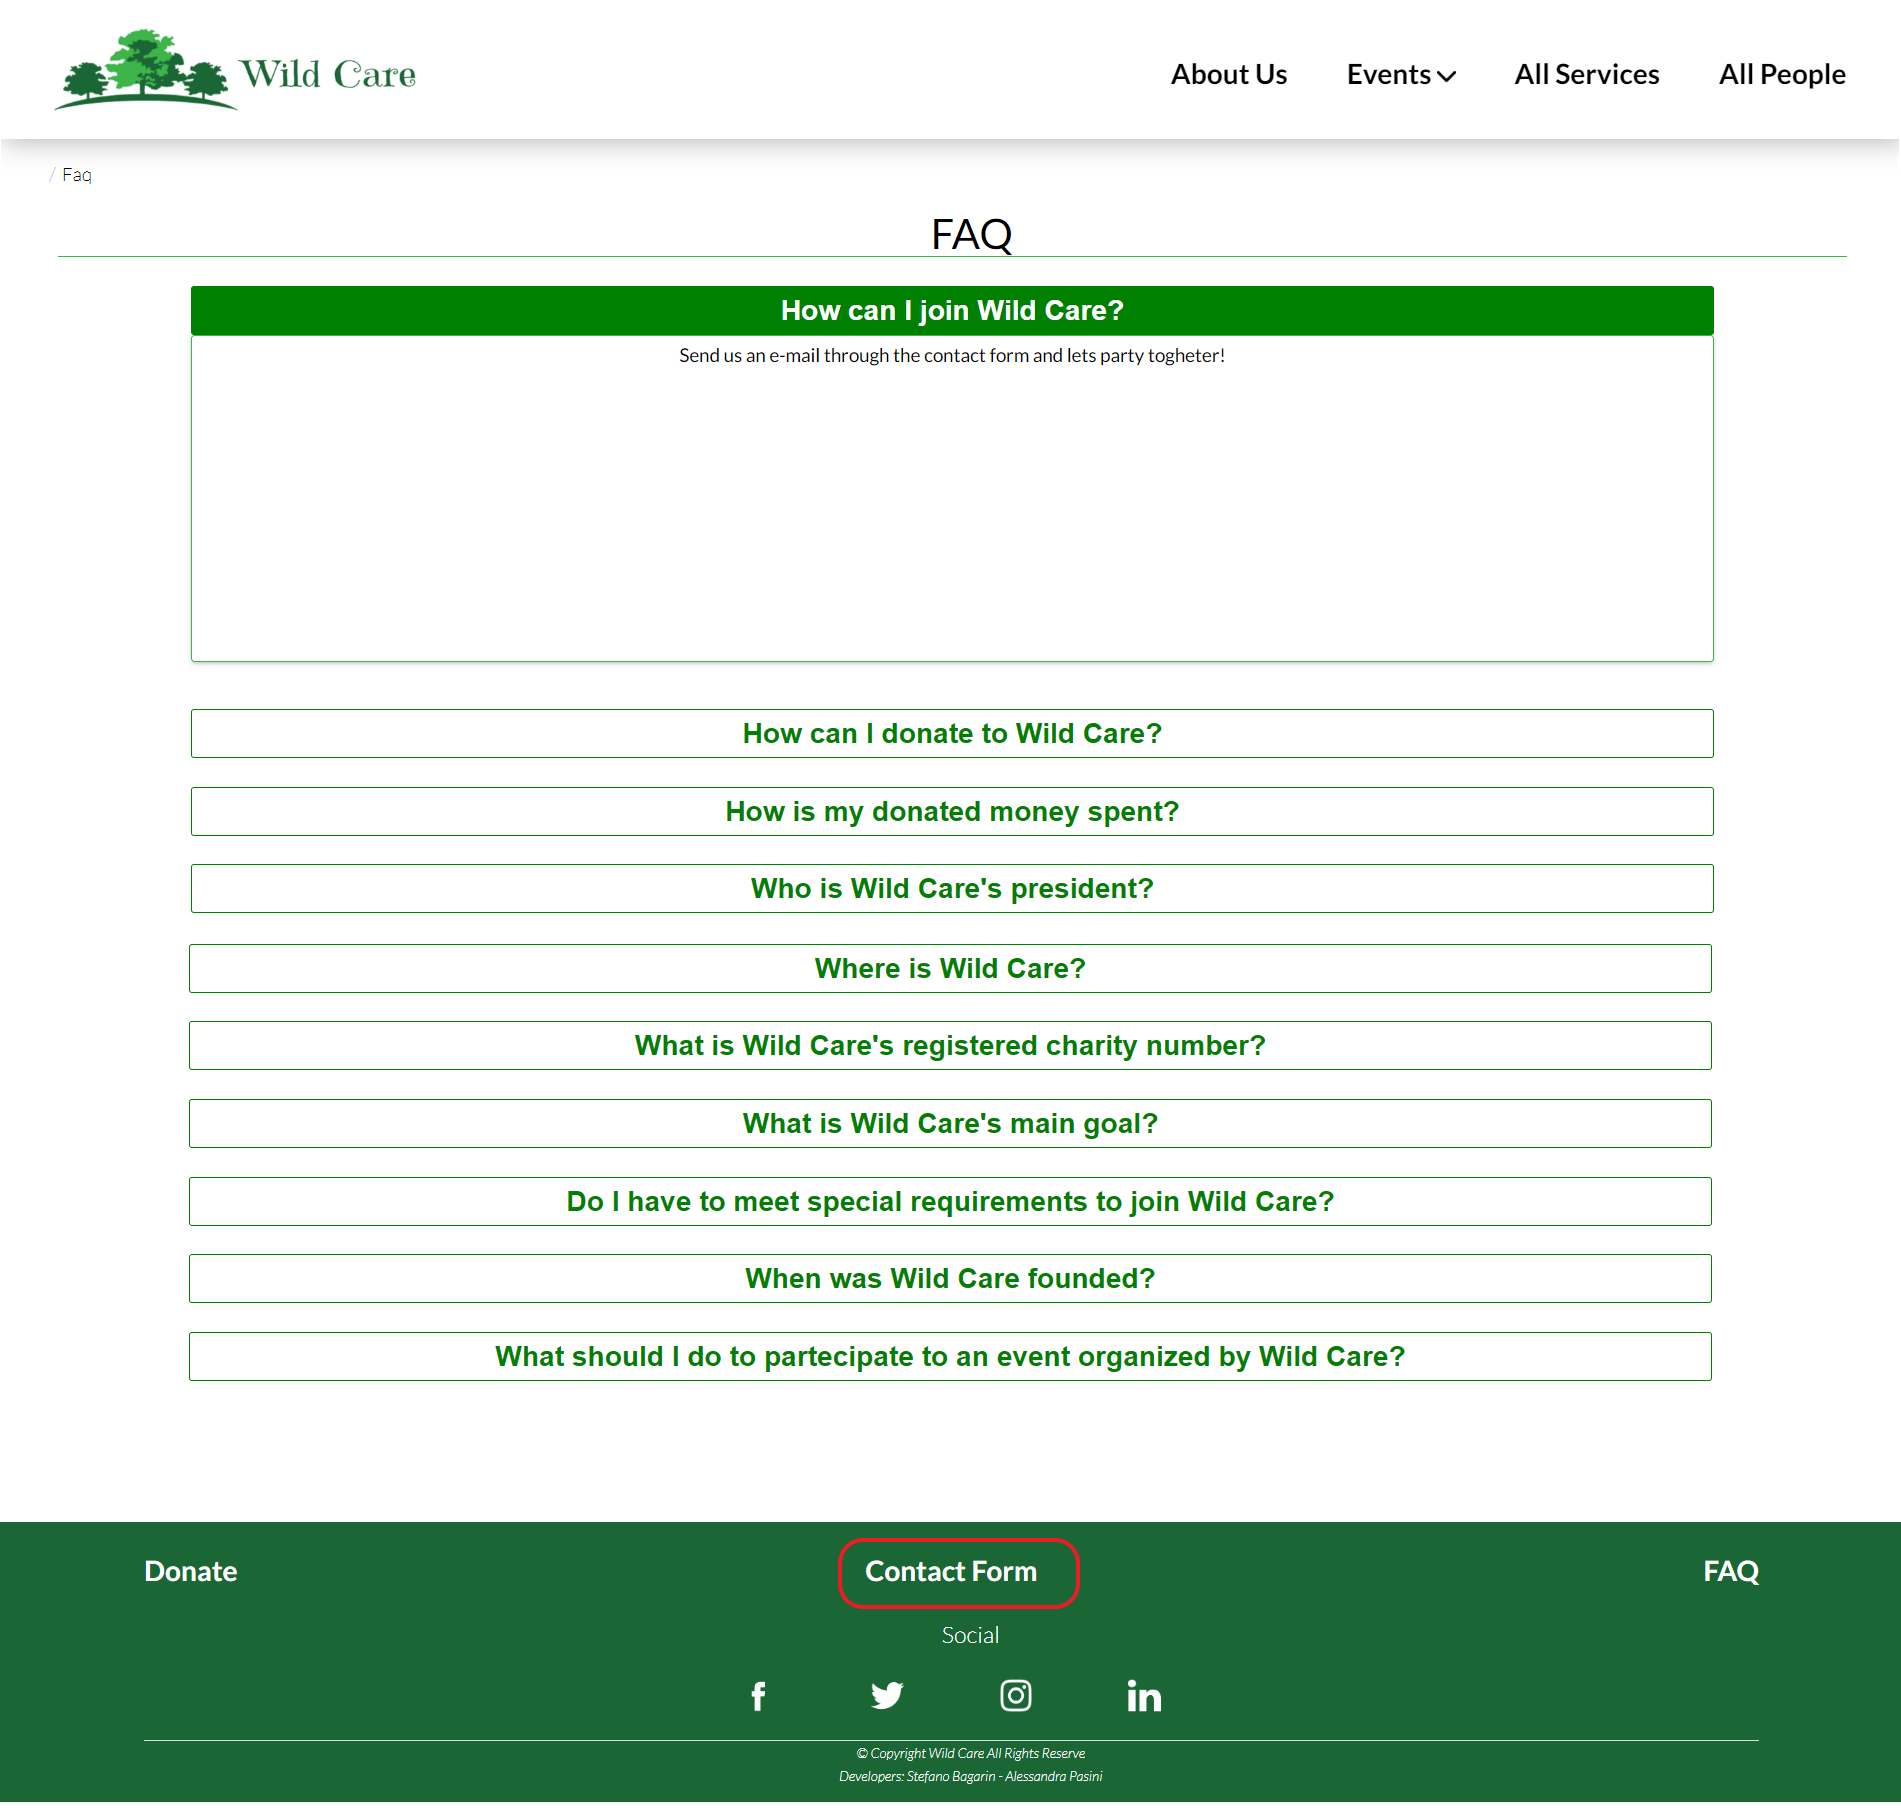 Wild Care
About Us Events All Services All People
/ Faq
FAQ
How can I join Wild Care?
Send us an e-mail through the contact form and lets party togheter!
How can I donate to Wild Care?
How is my donated money spent?
Who is Wild Care's president?
Where is Wild Care?
What is Wild Care's registered charity number?
What is Wild Care's main goal?
Do I have to meet special requirements to join Wild Care?
When was Wild Care founded?
What should I do to partecipate to an event organized by Wild Care?
Donate Contact Form FAQ
Social
© Copyright Wild Care All Rights Reserve
Developers: Stefano Bagarin - Alessandra Pasini